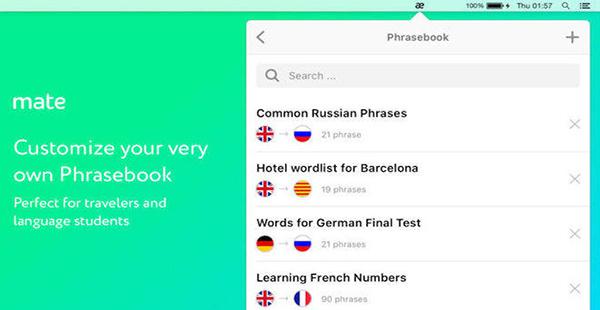 æ 100% Thu 01:57
Phrasebook
Search ...
mate
Customize your very
own Phrasebook
Perfect for travelers and
language students
Common Russian Phrases
21 phrase
Hotel wordlist for Barcelona
19 phrases
Words for German Final Test
21 phrases
Learning French Numbers
90 phrases